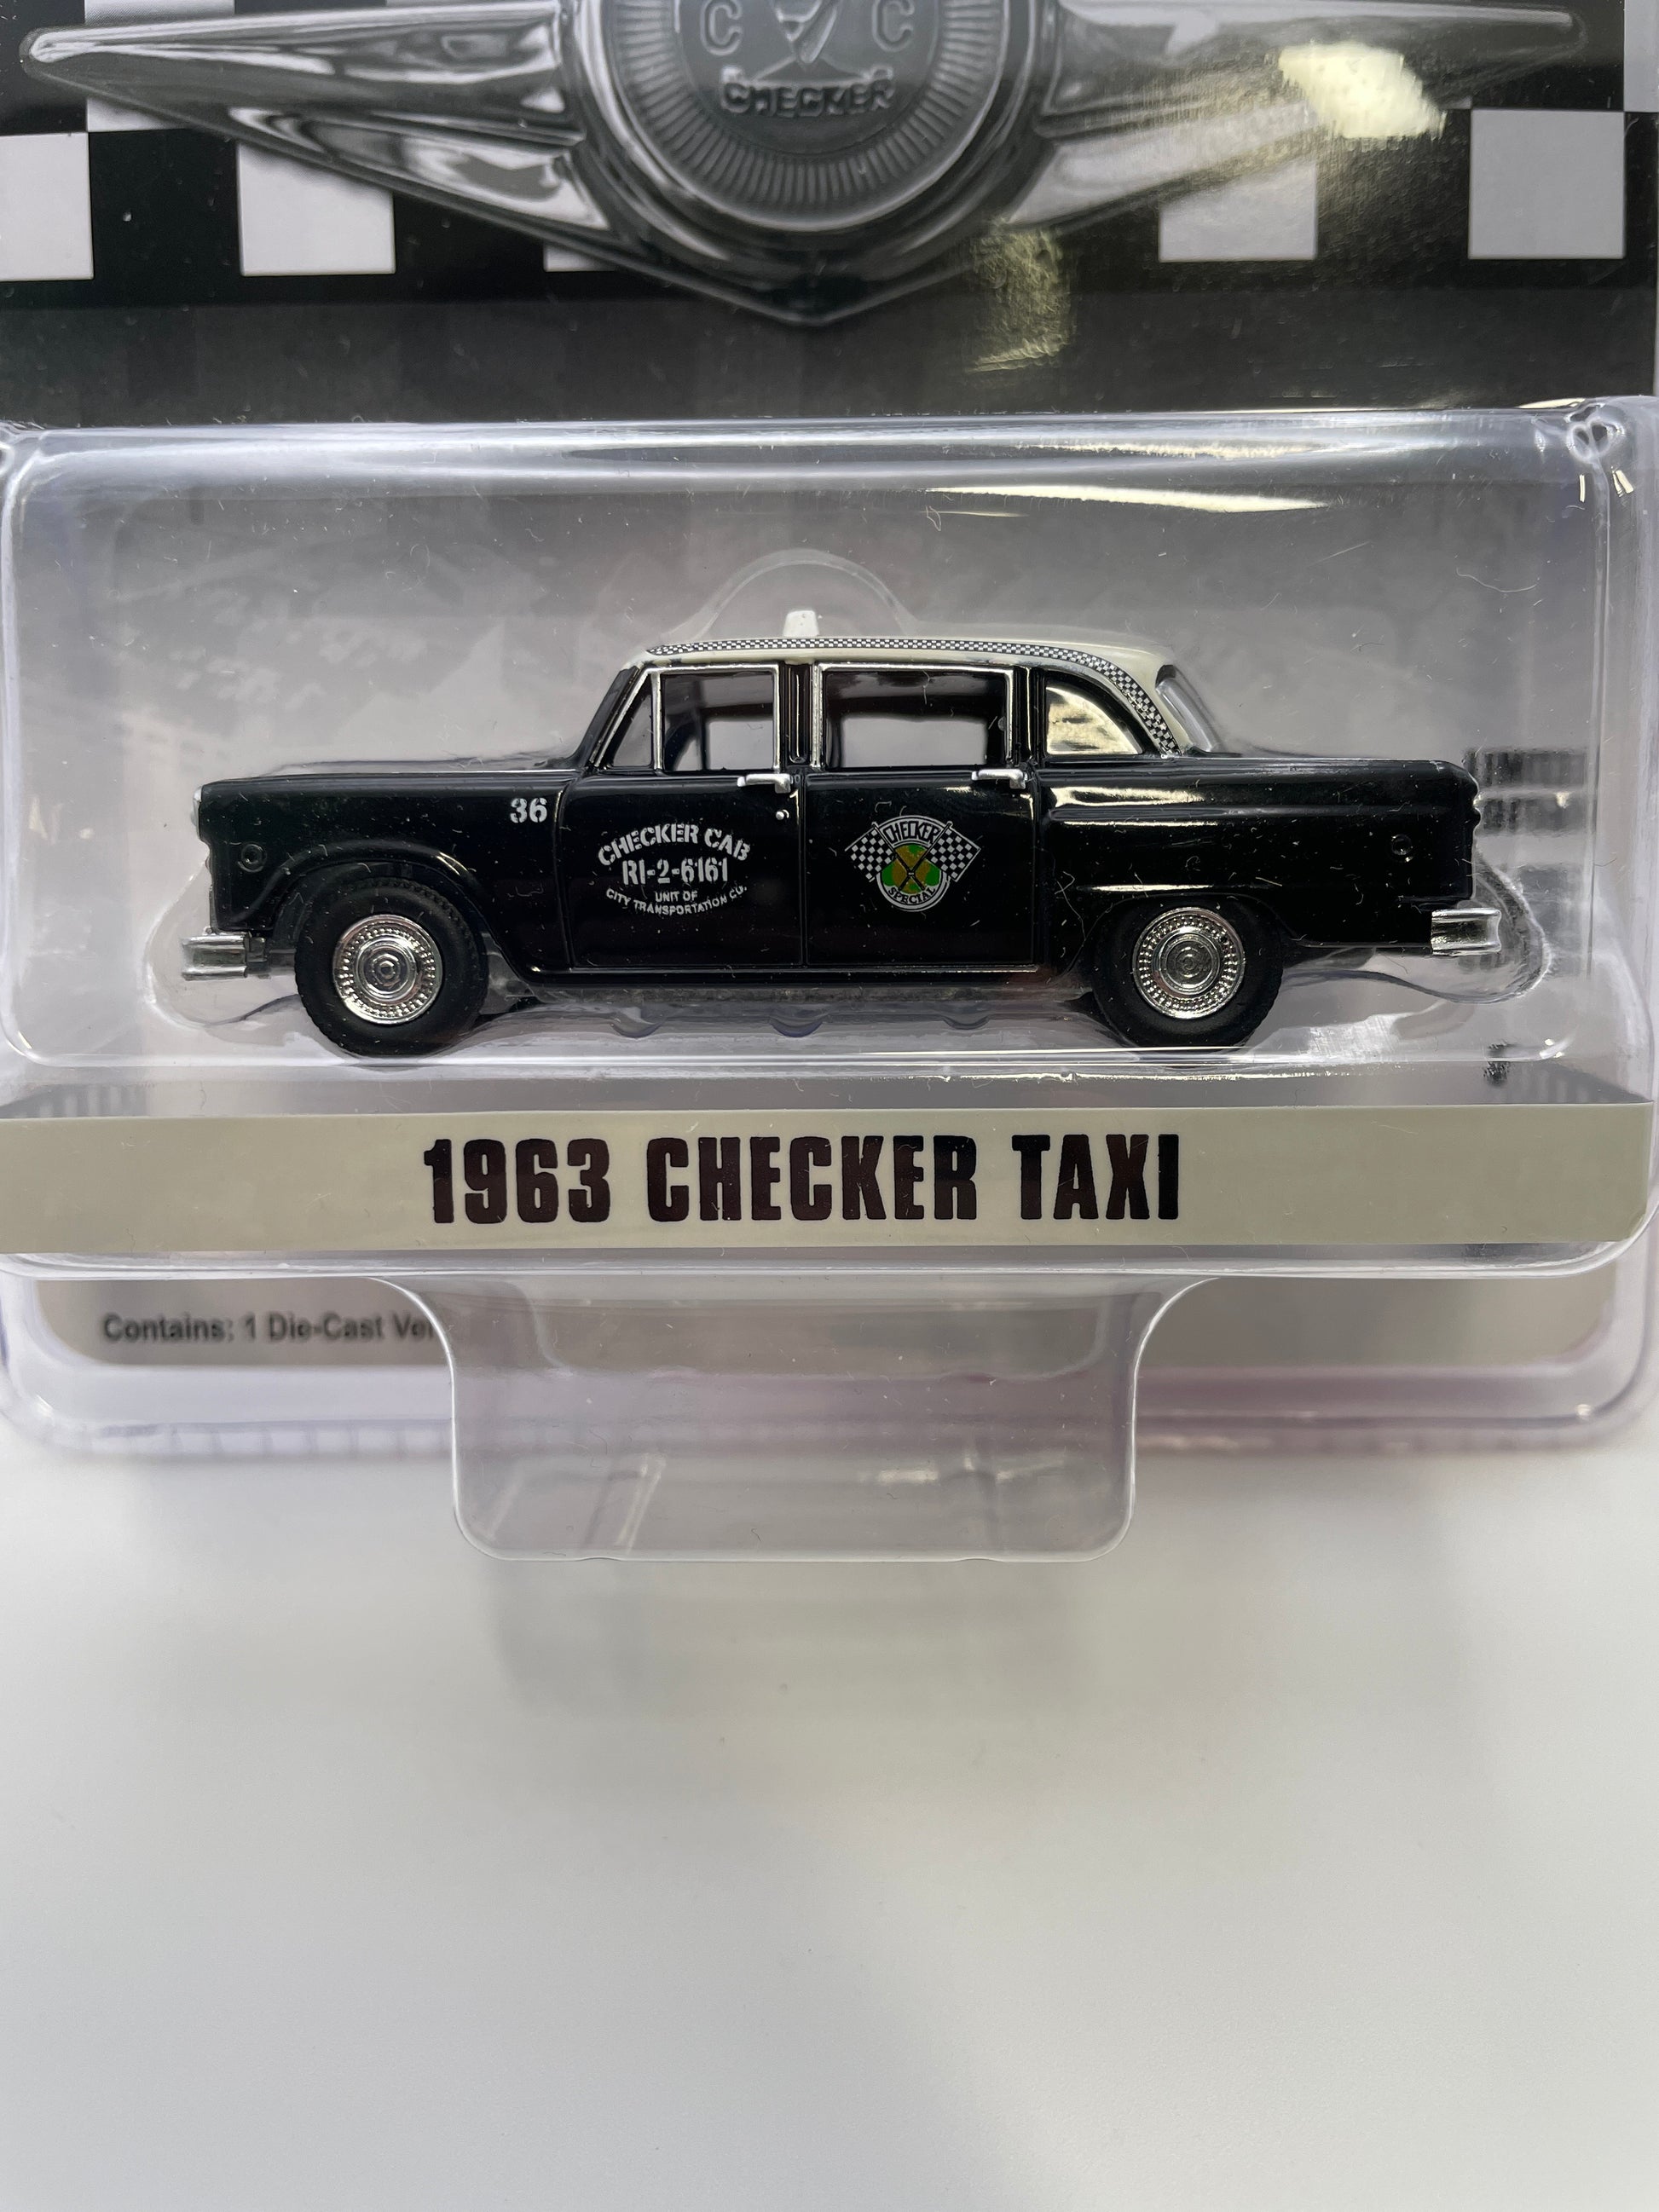 C C
CHECKER
36
CHECKER CAB
RI-2-6161
UNIT OF
CITY TRANSPORTATION CO.
CHECKER
SPECIAL
1963 CHECKER TAXI
Contains: 1 Die-Cast